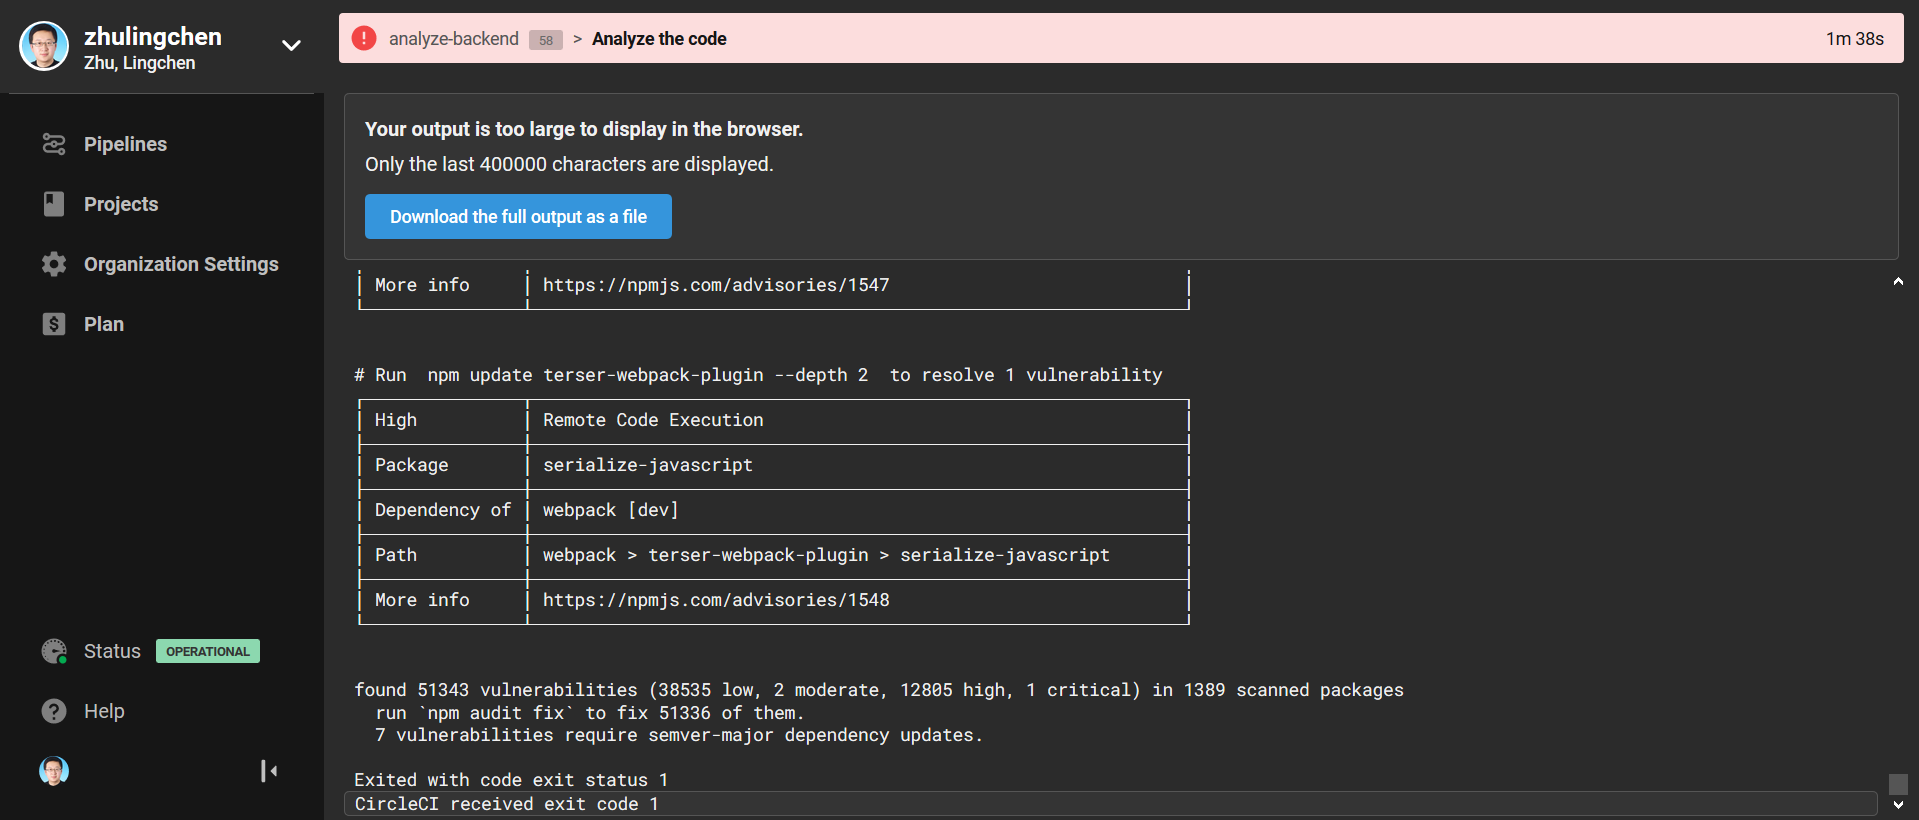 zhulingchen
Zhu, Lingchen
Pipelines
Projects
Organization Settings
Plan
Status OPERATIONAL
Help
! analyze-backend 58 > Analyze the code 1m 38s
Your output is too large to display in the browser.
Only the last 400000 characters are displayed.
Download the full output as a file
More info https://npmjs.com/advisories/1547
# Run  npm update terser-webpack-plugin --depth 2  to resolve 1 vulnerability
High Remote Code Execution
Package serialize-javascript
Dependency of webpack [dev]
Path webpack > terser-webpack-plugin > serialize-javascript
More info https://npmjs.com/advisories/1548
found 51343 vulnerabilities (38535 low, 2 moderate, 12805 high, 1 critical) in 1389 scanned packages
run `npm audit fix` to fix 51336 of them.
7 vulnerabilities require semver-major dependency updates.
Exited with code exit status 1
CircleCI received exit code 1